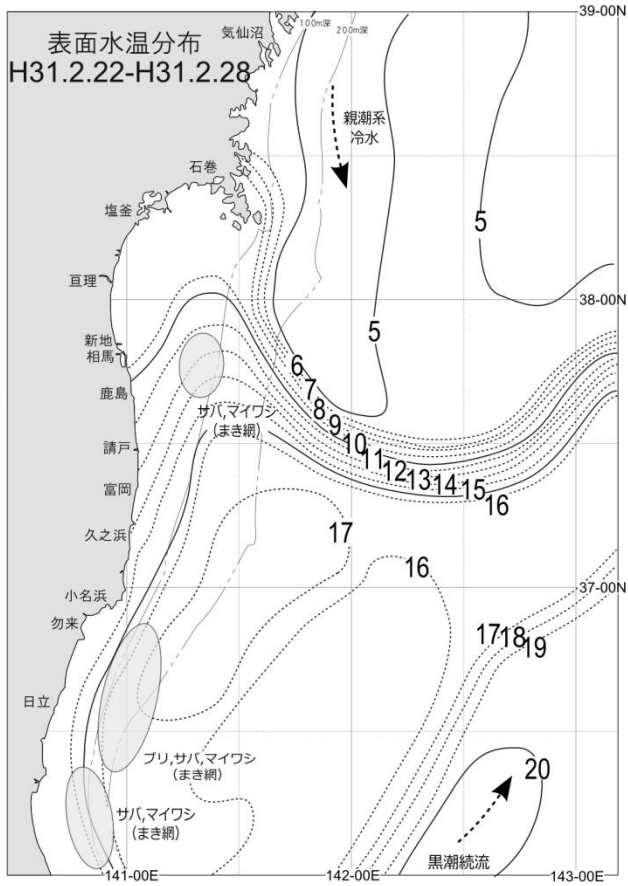 39-00N
気仙沼
100m深
200m深
表面水温分布
H31.2.22-H31.2.28
親潮系
冷水
石巻
塩釜
5
亘理
38-00N
新地
相馬
5
鹿島
6
7
8
9
10
11
12
13
14
15
16
サバ,マイワシ
(まき網)
請戸
富岡
久之浜
17
16
小名浜
37-00N
勿来
17
18
19
日立
ブリ,サバ,マイワシ
(まき網)
20
サバ,マイワシ
(まき網)
黒潮続流
141-00E
142-00E
143-00E